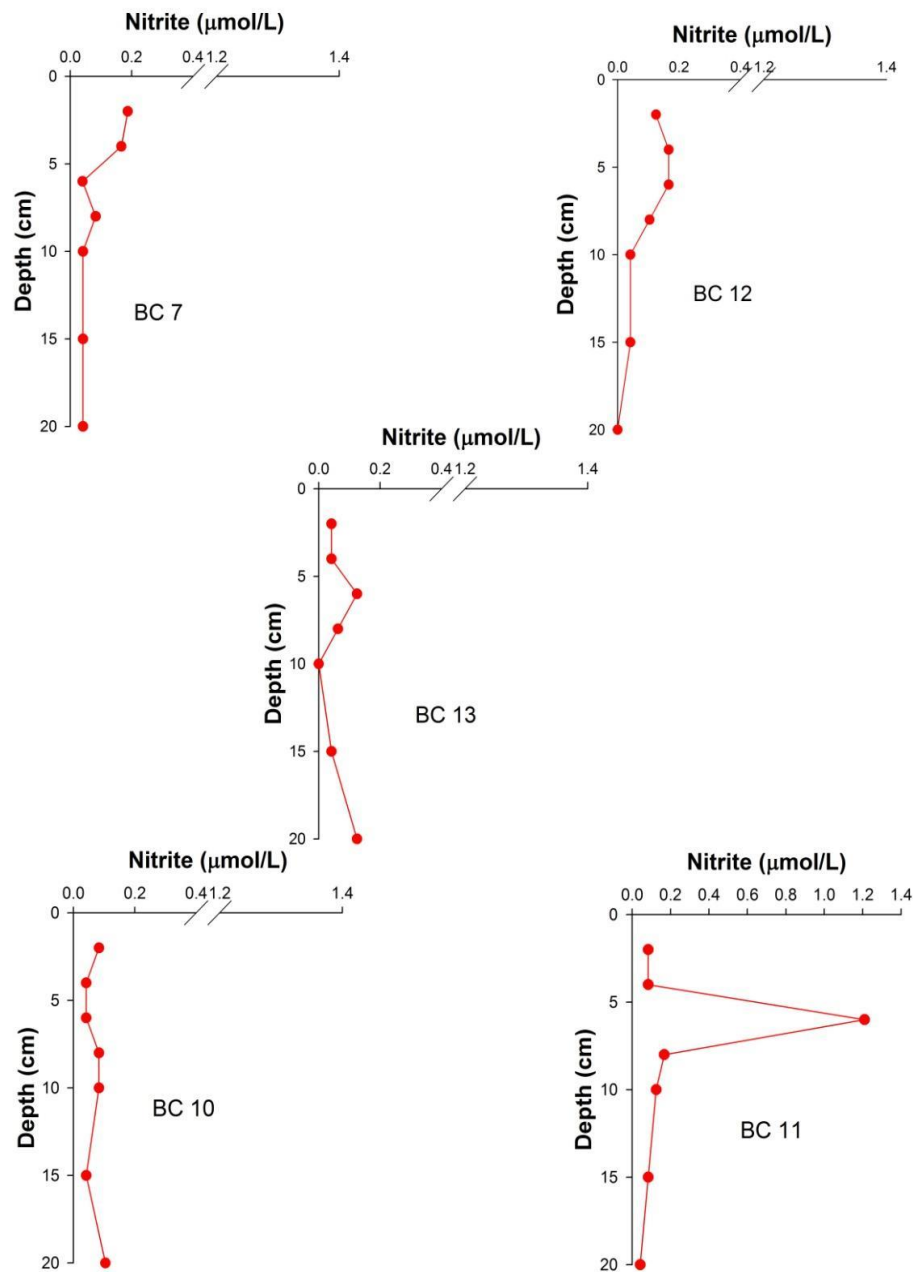 Nitrite (μmol/L)
0.0 0.2 0.4 1.2 1.4
0
5
10
15
20
Depth (cm)
BC 7
Nitrite (μmol/L)
0.0 0.2 0.4 1.2 1.4
0
5
10
15
20
Depth (cm)
BC 12
Nitrite (μmol/L)
0.0 0.2 0.4 1.2 1.4
0
5
10
15
20
Depth (cm)
BC 13
Nitrite (μmol/L)
0.0 0.2 0.4 1.2 1.4
0
5
10
15
20
Depth (cm)
BC 10
Nitrite (μmol/L)
0.0 0.2 0.4 0.6 0.8 1.0 1.2 1.4
0
5
10
15
20
Depth (cm)
BC 11